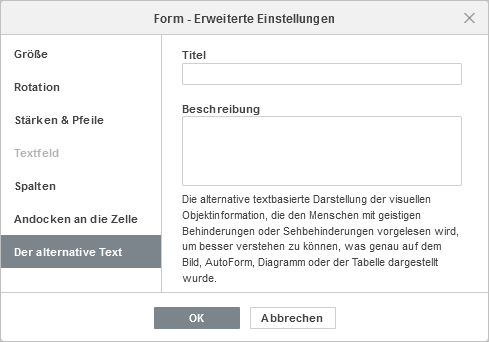 Form - Erweiterte Einstellungen
Größe
Rotation
Stärken & Pfeile
Textfeld
Spalten
Andocken an die Zelle
Der alternative Text
Titel
Beschreibung
Die alternative textbasierte Darstellung der visuellen
Objektinformation, die den Menschen mit geistigen
Behinderungen oder Sehbehinderungen vorgelesen wird,
um besser verstehen zu können, was genau auf dem
Bild, AutoForm, Diagramm oder der Tabelle dargestellt
wurde.
OK
Abbrechen